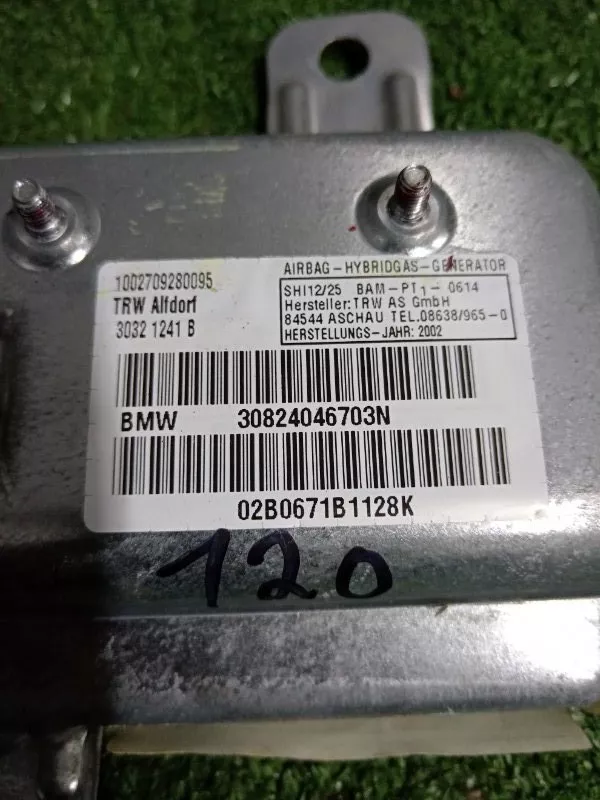 1002709280095
TRW Alfdorf
3032 1241 B
AIRBAG-HYBRIDGAS-GENERATOR
SHI12/25 BAM-PT1-0614
Hersteller: TRW AS GmbH
84544 ASCHAU TEL.08638/965-0
HERSTELLUNGS-JAHR: 2002
BMW 30824046703N
02B0671B1128K
120